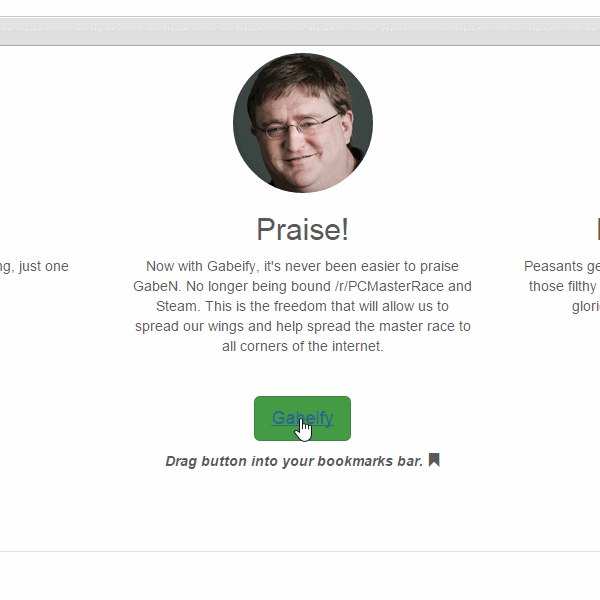 Praise!
ng, just one
Now with Gabeify, it's never been easier to praise
GabeN. No longer being bound /r/PCMasterRace and
Steam. This is the freedom that will allow us to
spread our wings and help spread the master race to
all corners of the internet.
Peasants ge
those filthy
glori
Gabeify
Drag button into your bookmarks bar.